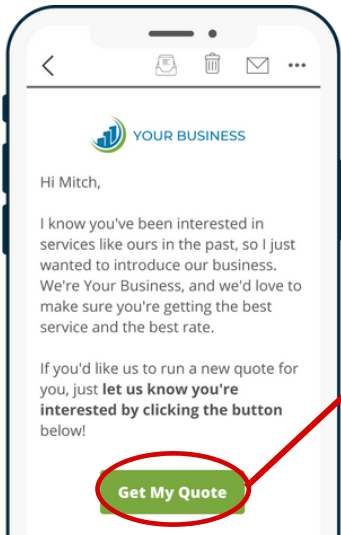 YOUR BUSINESS
Hi Mitch,
I know you've been interested in
services like ours in the past, so I just
wanted to introduce our business.
We're Your Business, and we'd love to
make sure you're getting the best
service and the best rate.
If you'd like us to run a new quote for
you, just let us know you're
interested by clicking the button
below!
Get My Quote